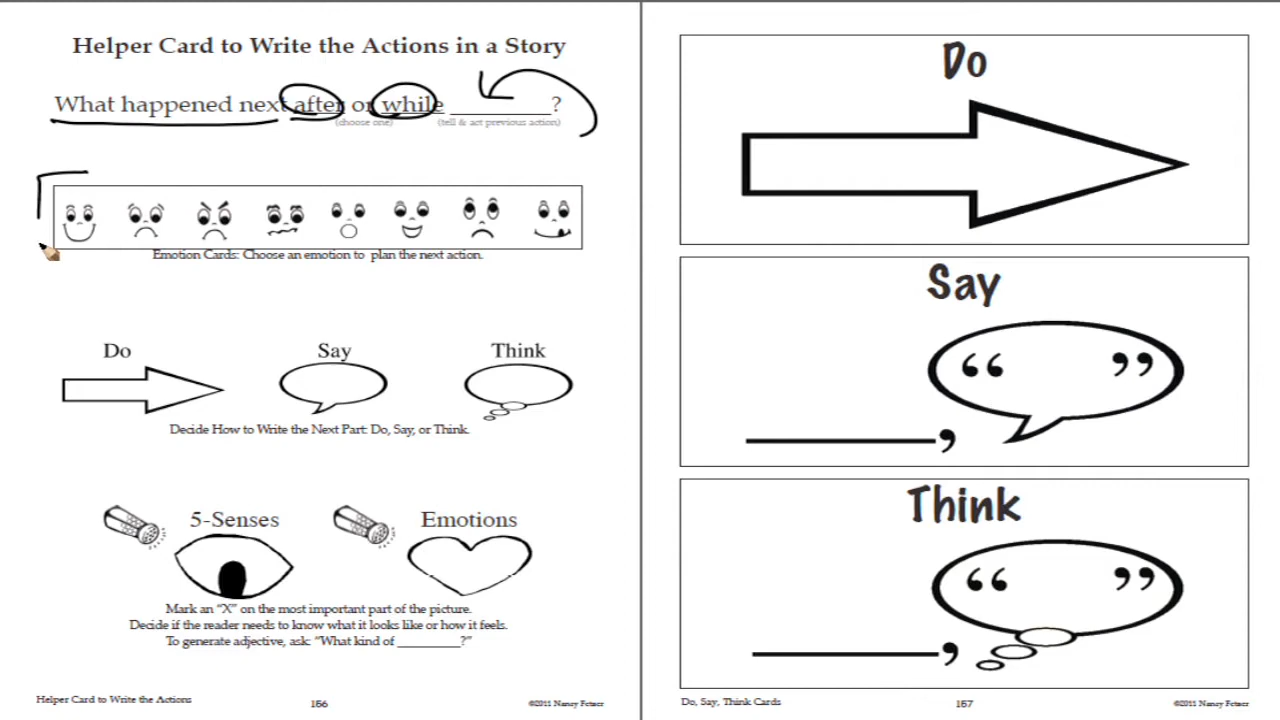 Helper Card to Write the Actions in a Story
What happened next after or while __________?
(choose one) (tell & act previous action)
Emotion Cards: Choose an emotion to plan the next action.
Do Say Think
Decide How to Write the Next Part: Do, Say, or Think.
5-Senses Emotions
Mark an “X” on the most important part of the picture.
Decide if the reader needs to know what it looks like or how it feels.
To generate adjective, ask: “What kind of __________?”
Helper Card to Write the Actions 156 ©2011 Nancy Fetzer
Do
Say
“ ”
__________,
Think
“ ”
__________,
Do, Say, Think Cards 157 ©2011 Nancy Fetzer